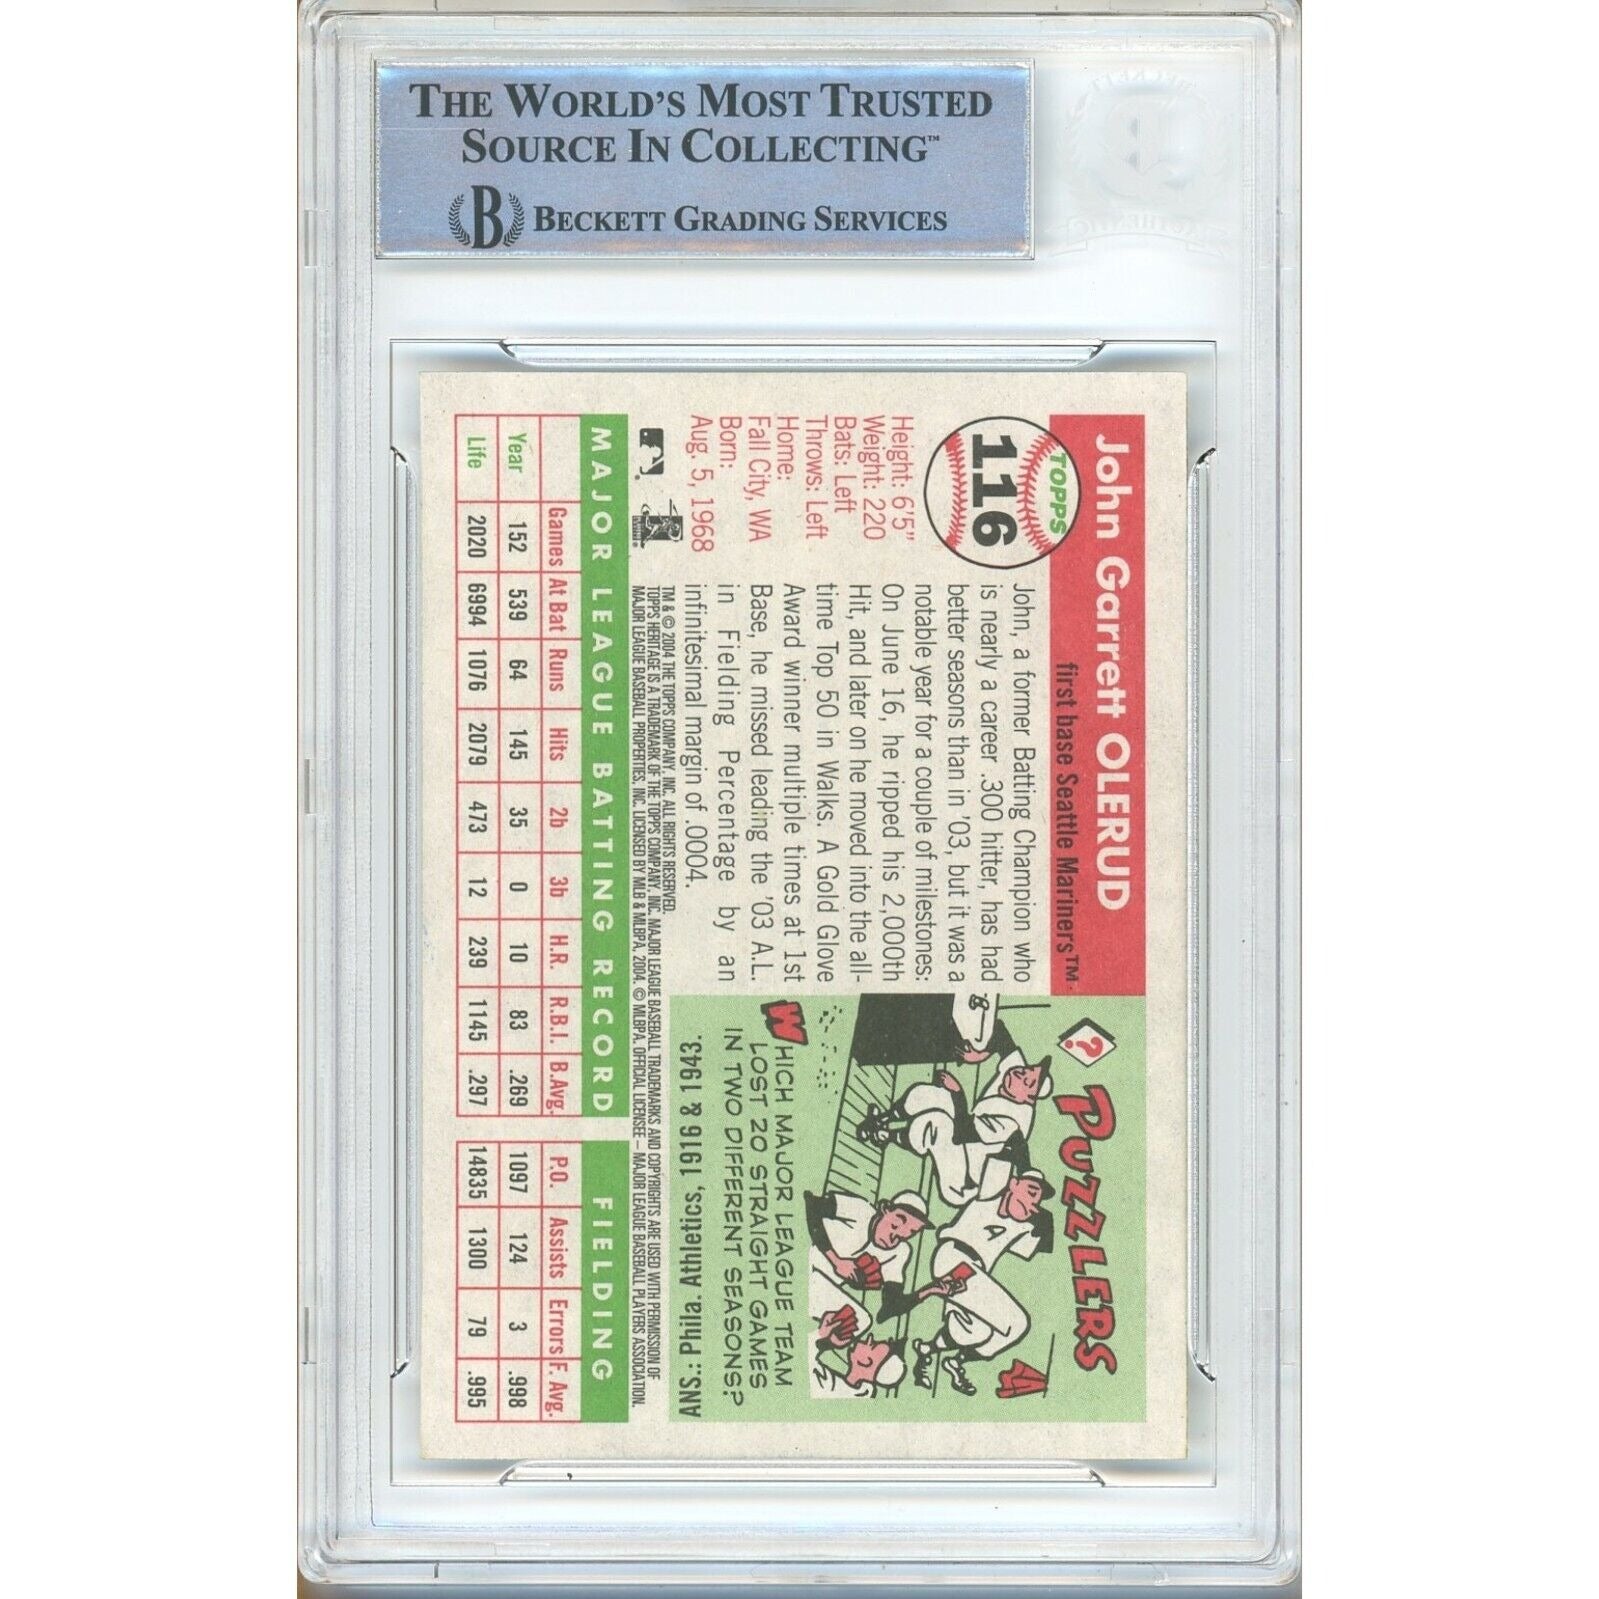 THE WORLD'S MOST TRUSTED
SOURCE IN COLLECTING™
B BECKETT GRADING SERVICES
John Garrett OLERUD
first base Seattle Mariners™
TOPPS
116
Height: 6'5"
Weight: 220
Bats: Left
Throws: Left
Home:
Fall City, WA
Born:
Aug. 5, 1968
John, a former Batting Champion who
is nearly a career .300 hitter, has had
better seasons than in '03, but it was a
notable year for a couple of milestones:
On June 16, he ripped his 2,000th
Hit, and later on he moved into the all-
time Top 50 in Walks. A Gold Glove
Award winner multiple times at 1st
Base, he missed leading the '03 A.L.
in Fielding Percentage by an
infinitesimal margin of .0004.
TM & © 2004 THE TOPPS COMPANY, INC. ALL RIGHTS RESERVED.
TOPPS HERITAGE IS A TRADEMARK OF THE TOPPS COMPANY, INC. MAJOR LEAGUE BASEBALL TRADEMARKS AND COPYRIGHTS ARE USED WITH PERMISSION OF
MAJOR LEAGUE BASEBALL PROPERTIES, INC. LICENSED BY MLB & MLBPA, 2004. © MLBPA. OFFICIAL LICENSEE – MAJOR LEAGUE BASEBALL PLAYERS ASSOCIATION.
? PUZZLERS
A
WHICH MAJOR LEAGUE TEAM
LOST 20 STRAIGHT GAMES
IN TWO DIFFERENT SEASONS?
ANS.: Phila. Athletics, 1916 & 1943.
MAJOR LEAGUE BATTING RECORD FIELDING
Games At Bat Runs Hits 2b 3b H.R. R.B.I. B.Avg. P.O. Assists Errors F. Avg.
Year 152 539 64 145 35 0 10 83 .269 1097 124 3 .998
Life 2020 6994 1076 2079 473 12 239 1145 .297 14835 1300 79 .995